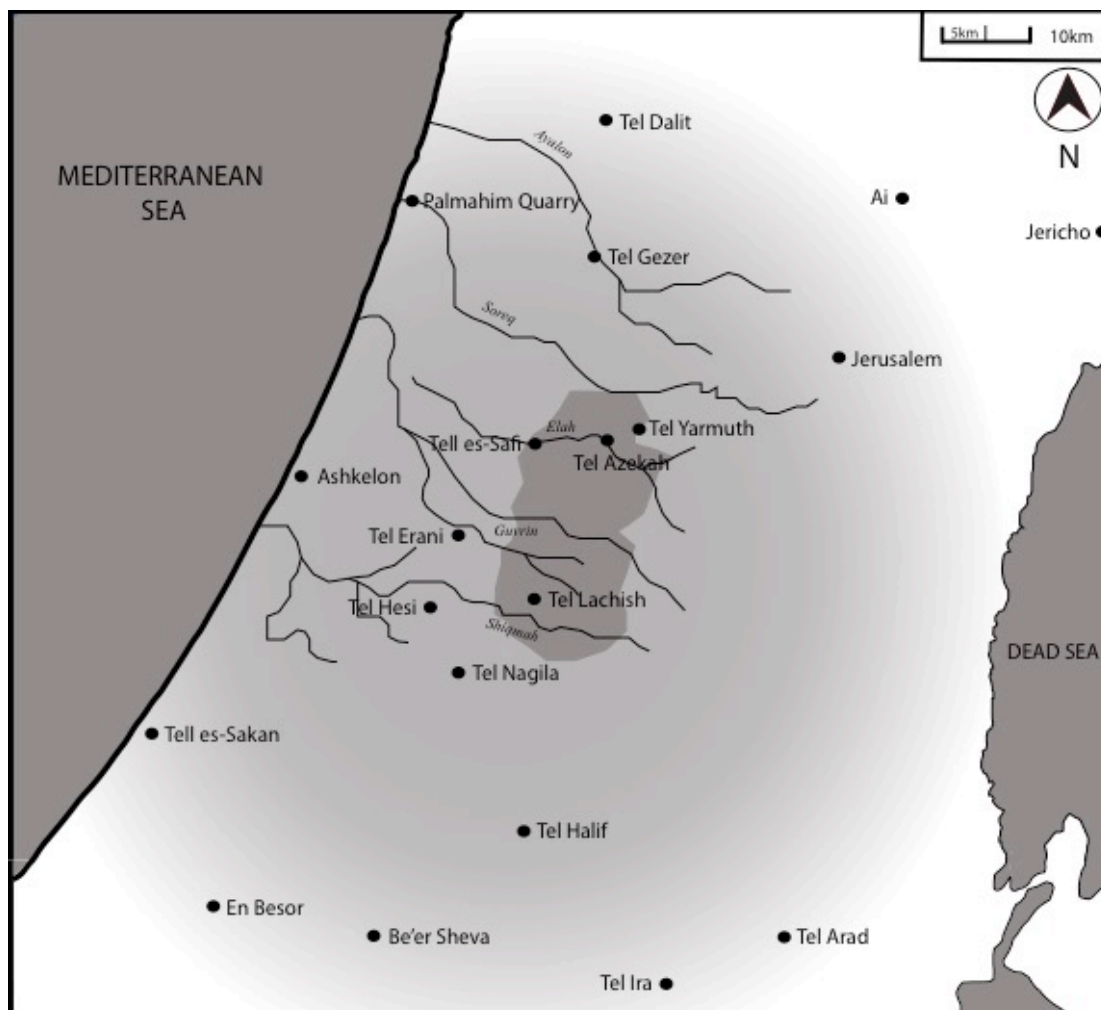 5km
10km
N
MEDITERRANEAN
SEA
Tel Dalit
Ayalon
Palmahim Quarry
Ai
Jericho
Tel Gezer
Soreq
Jerusalem
Elah
Tel Yarmuth
Tell es-Safi
Tel Azekah
Ashkelon
Tel Erani
Guvrin
Tel Hesi
Tel Lachish
Shiqmah
DEAD SEA
Tel Nagila
Tell es-Sakan
Tel Halif
En Besor
Be'er Sheva
Tel Arad
Tel Ira